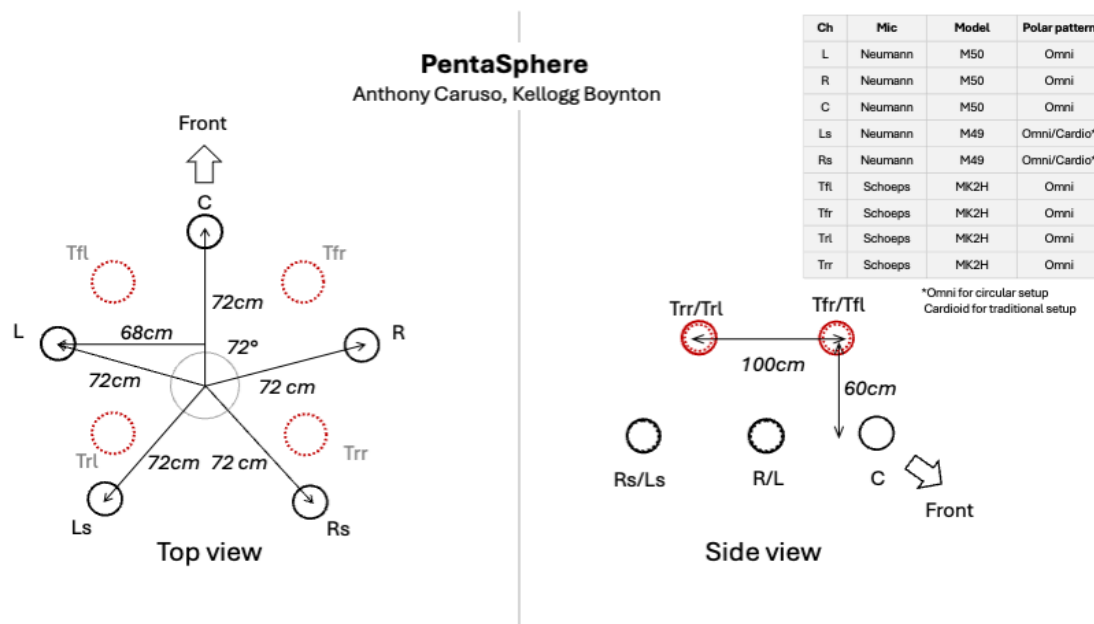 PentaSphere
Anthony Caruso, Kellogg Boynton
Front
C
Tfl
Tfr
72cm
L
68cm
R
72°
72cm
72 cm
Trl
72cm
72 cm
Trr
Ls
Rs
Top view
Ch Mic Model Polar pattern
L Neumann M50 Omni
R Neumann M50 Omni
C Neumann M50 Omni
Ls Neumann M49 Omni/Cardio*
Rs Neumann M49 Omni/Cardio*
Tfl Schoeps MK2H Omni
Tfr Schoeps MK2H Omni
Trl Schoeps MK2H Omni
Trr Schoeps MK2H Omni
*Omni for circular setup
Cardioid for traditional setup
Trr/Trl
Tfr/Tfl
100cm
60cm
Rs/Ls
R/L
C
Front
Side view